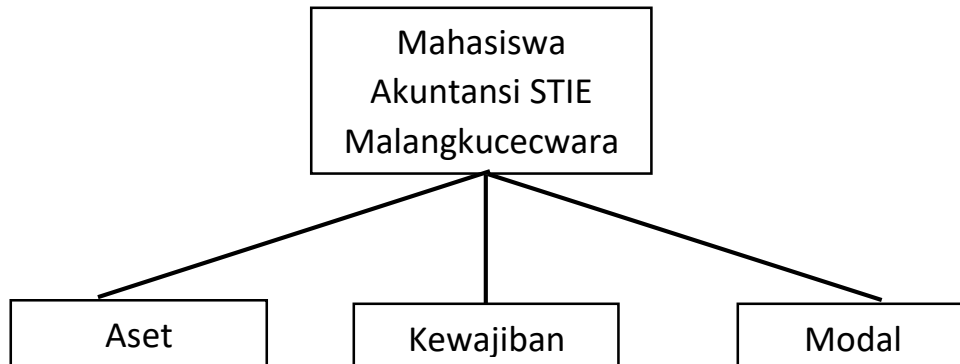 Mahasiswa
Akuntansi STIE
Malangkucecwara
Aset
Kewajiban
Modal